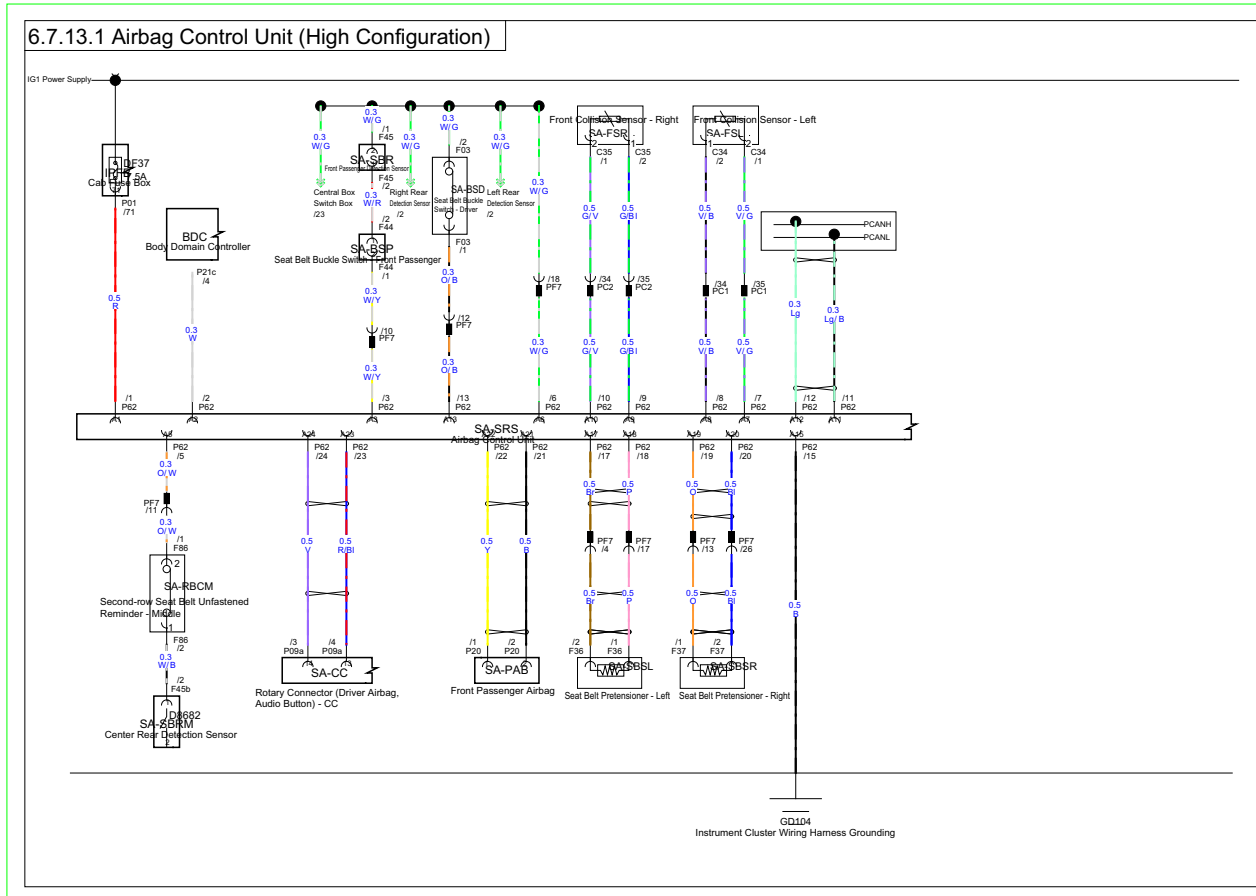 6.7.13.1 Airbag Control Unit (High Configuration)
IG1 Power Supply
DF37
7.5A
Cab Fuse Box
P01
/71
0.5
R
/1
P62
BDC
Body Domain Controller
P21c
/4
0.3
W
/2
P62
0.3
W/G
Central Box
Switch Box
/23
0.3
W/G
/1
F45
SA-SBR
Front Passenger Detection Sensor
F45
/2
0.3
W/R
/2
F44
SA-BSP
Seat Belt Buckle Switch - Front Passenger
F44
/1
0.3
W/Y
/10
PF7
0.3
W/Y
/3
P62
0.3
W/G
Right Rear
Detection Sensor
/2
0.3
W/G
/2
F03
SA-BSD
Seat Belt Buckle
Switch - Driver
F03
/1
0.3
O/B
/12
PF7
0.3
O/B
/13
P62
0.3
W/G
Left Rear
Detection Sensor
/2
0.3
W/G
/18
PF7
0.3
W/G
/6
P62
Front Collision Sensor - Right
SA-FSR
2
1
C35
/1
C35
/2
0.5
G/V
0.5
G/Bl
/34
PC2
/35
PC2
0.5
G/V
0.5
G/Bl
/10
P62
/9
P62
Front Collision Sensor - Left
SA-FSL
1
2
C34
/2
C34
/1
0.5
V/B
0.5
V/G
/34
PC1
/35
PC1
0.5
V/B
0.5
V/G
/8
P62
/7
P62
PCANH
PCANL
0.3
Lg
0.3
Lg/B
/12
P62
/11
P62
SA-SRS
Airbag Control Unit
P62
/5
0.3
O/W
PF7
/11
0.3
O/W
/1
F86
2
SA-RBCM
Second-row Seat Belt Unfastened
Reminder - Middle
1
F86
/2
0.3
W/B
/2
F45b
D8682
SA-SBRM
Center Rear Detection Sensor
2
P62
/24
P62
/23
0.5
V
0.5
R/Bl
/3
P09a
/4
P09a
SA-CC
Rotary Connector (Driver Airbag,
Audio Button) - CC
P62
/22
P62
/21
0.5
Y
0.5
B
/1
P20
/2
P20
SA-PAB
Front Passenger Airbag
P62
/17
P62
/18
0.5
Br
0.5
P
PF7
/4
PF7
/17
0.5
Br
0.5
P
/2
F36
/1
F36
SA-SBSL
Seat Belt Pretensioner - Left
P62
/19
P62
/20
0.5
O
0.5
Bl
PF7
/13
PF7
/26
0.5
O
0.5
Bl
/1
F37
/2
F37
SA-SBSR
Seat Belt Pretensioner - Right
P62
/15
0.5
B
GD104
Instrument Cluster Wiring Harness Grounding